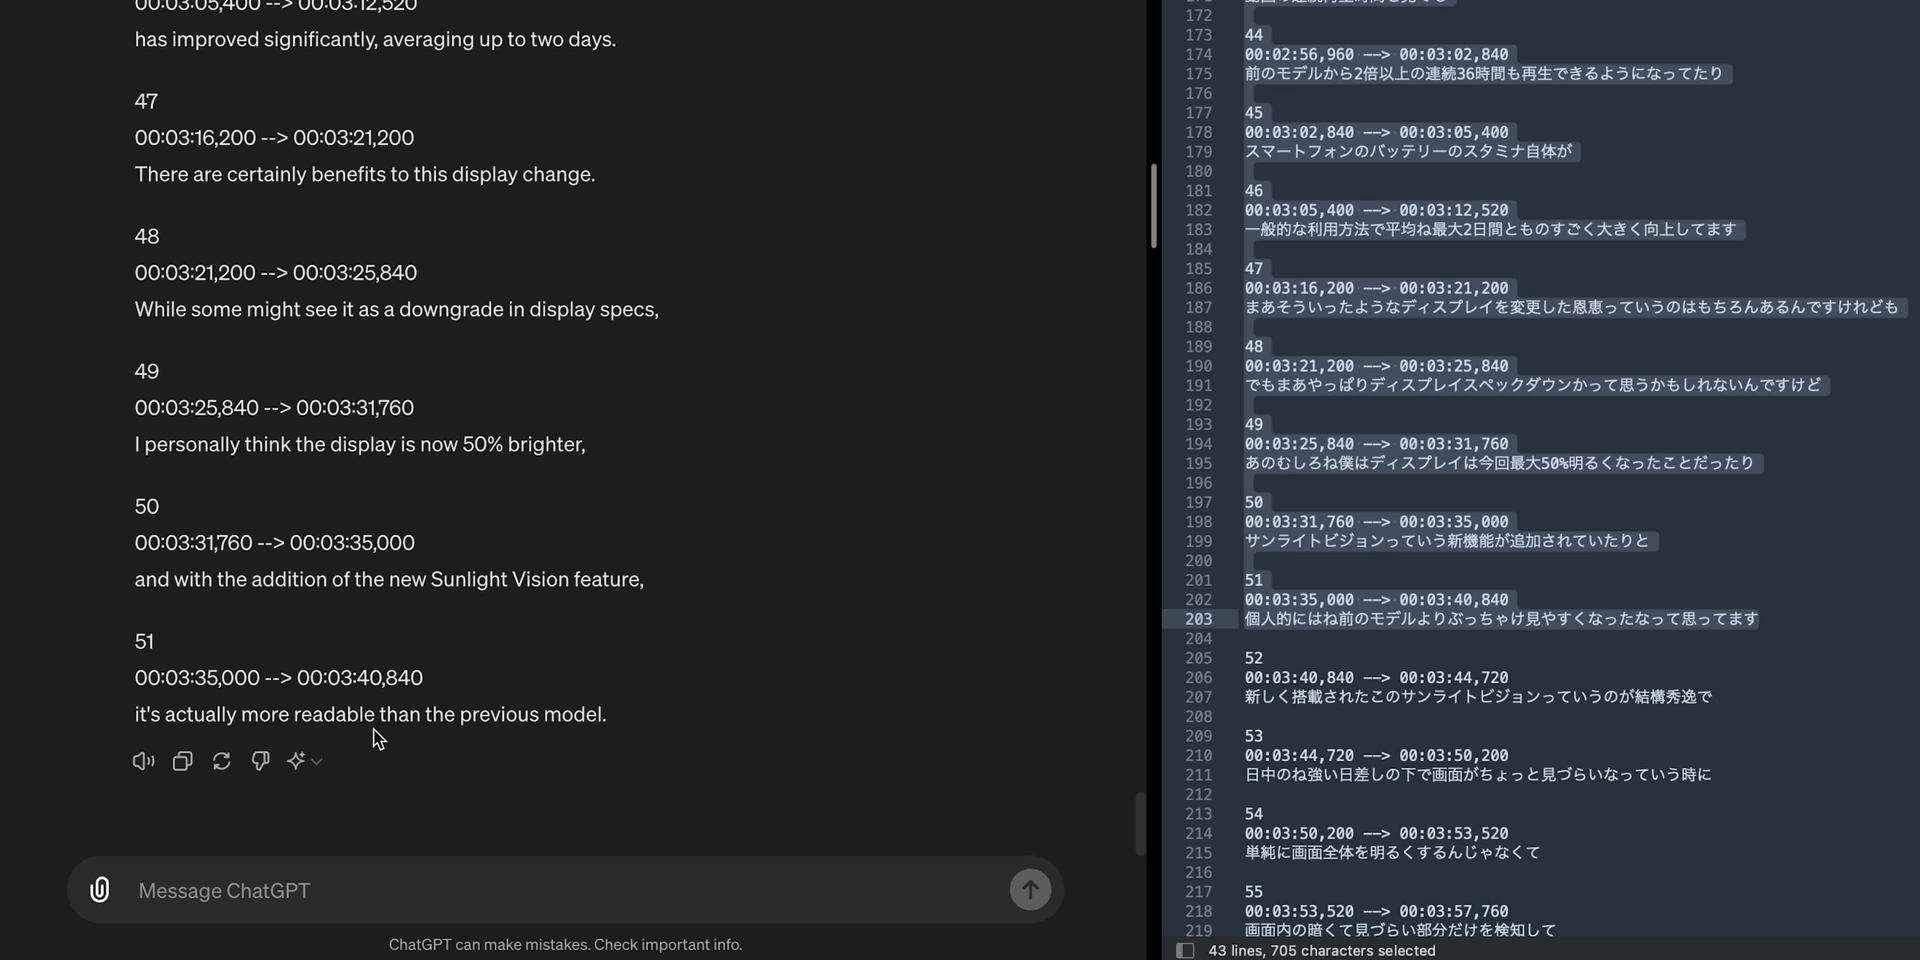 00:03:05,400 --> 00:03:12,520
has improved significantly, averaging up to two days.
47
00:03:16,200 --> 00:03:21,200
There are certainly benefits to this display change.
48
00:03:21,200 --> 00:03:25,840
While some might see it as a downgrade in display specs,
49
00:03:25,840 --> 00:03:31,760
I personally think the display is now 50% brighter,
50
00:03:31,760 --> 00:03:35,000
and with the addition of the new Sunlight Vision feature,
51
00:03:35,000 --> 00:03:40,840
it's actually more readable than the previous model.
Message ChatGPT
ChatGPT can make mistakes. Check important info.
172
173 44
174 00:02:56,960 --> 00:03:02,840
175 前のモデルから2倍以上の連続36時間も再生できるようになってたり
176
177 45
178 00:03:02,840 --> 00:03:05,400
179 スマートフォンのバッテリーのスタミナ自体が
180
181 46
182 00:03:05,400 --> 00:03:12,520
183 一般的な利用方法で平均ね最大2日間とものすごく大きく向上してます
184
185 47
186 00:03:16,200 --> 00:03:21,200
187 まあそういったようなディスプレイを変更した恩恵っていうのはもちろんあるんですけれども
188
189 48
190 00:03:21,200 --> 00:03:25,840
191 でもまあやっぱりディスプレイスペックダウンかって思うかもしれないんですけど
192
193 49
194 00:03:25,840 --> 00:03:31,760
195 あのむしろね僕はディスプレイは今回最大50%明るくなったことだったり
196
197 50
198 00:03:31,760 --> 00:03:35,000
199 サンライトビジョンっていう新機能が追加されていたりと
200
201 51
202 00:03:35,000 --> 00:03:40,840
203 個人的にはね前のモデルよりぶっちゃけ見やすくなったなって思ってます
204
205 52
206 00:03:40,840 --> 00:03:44,720
207 新しく搭載されたこのサンライトビジョンっていうのが結構秀逸で
208
209 53
210 00:03:44,720 --> 00:03:50,200
211 日中のね強い日差しの下で画面がちょっと見づらいなっていう時に
212
213 54
214 00:03:50,200 --> 00:03:53,520
215 単純に画面全体を明るくするんじゃなくて
216
217 55
218 00:03:53,520 --> 00:03:57,760
219 画面内の暗くて見づらい部分だけを検知して
43 lines, 705 characters selected